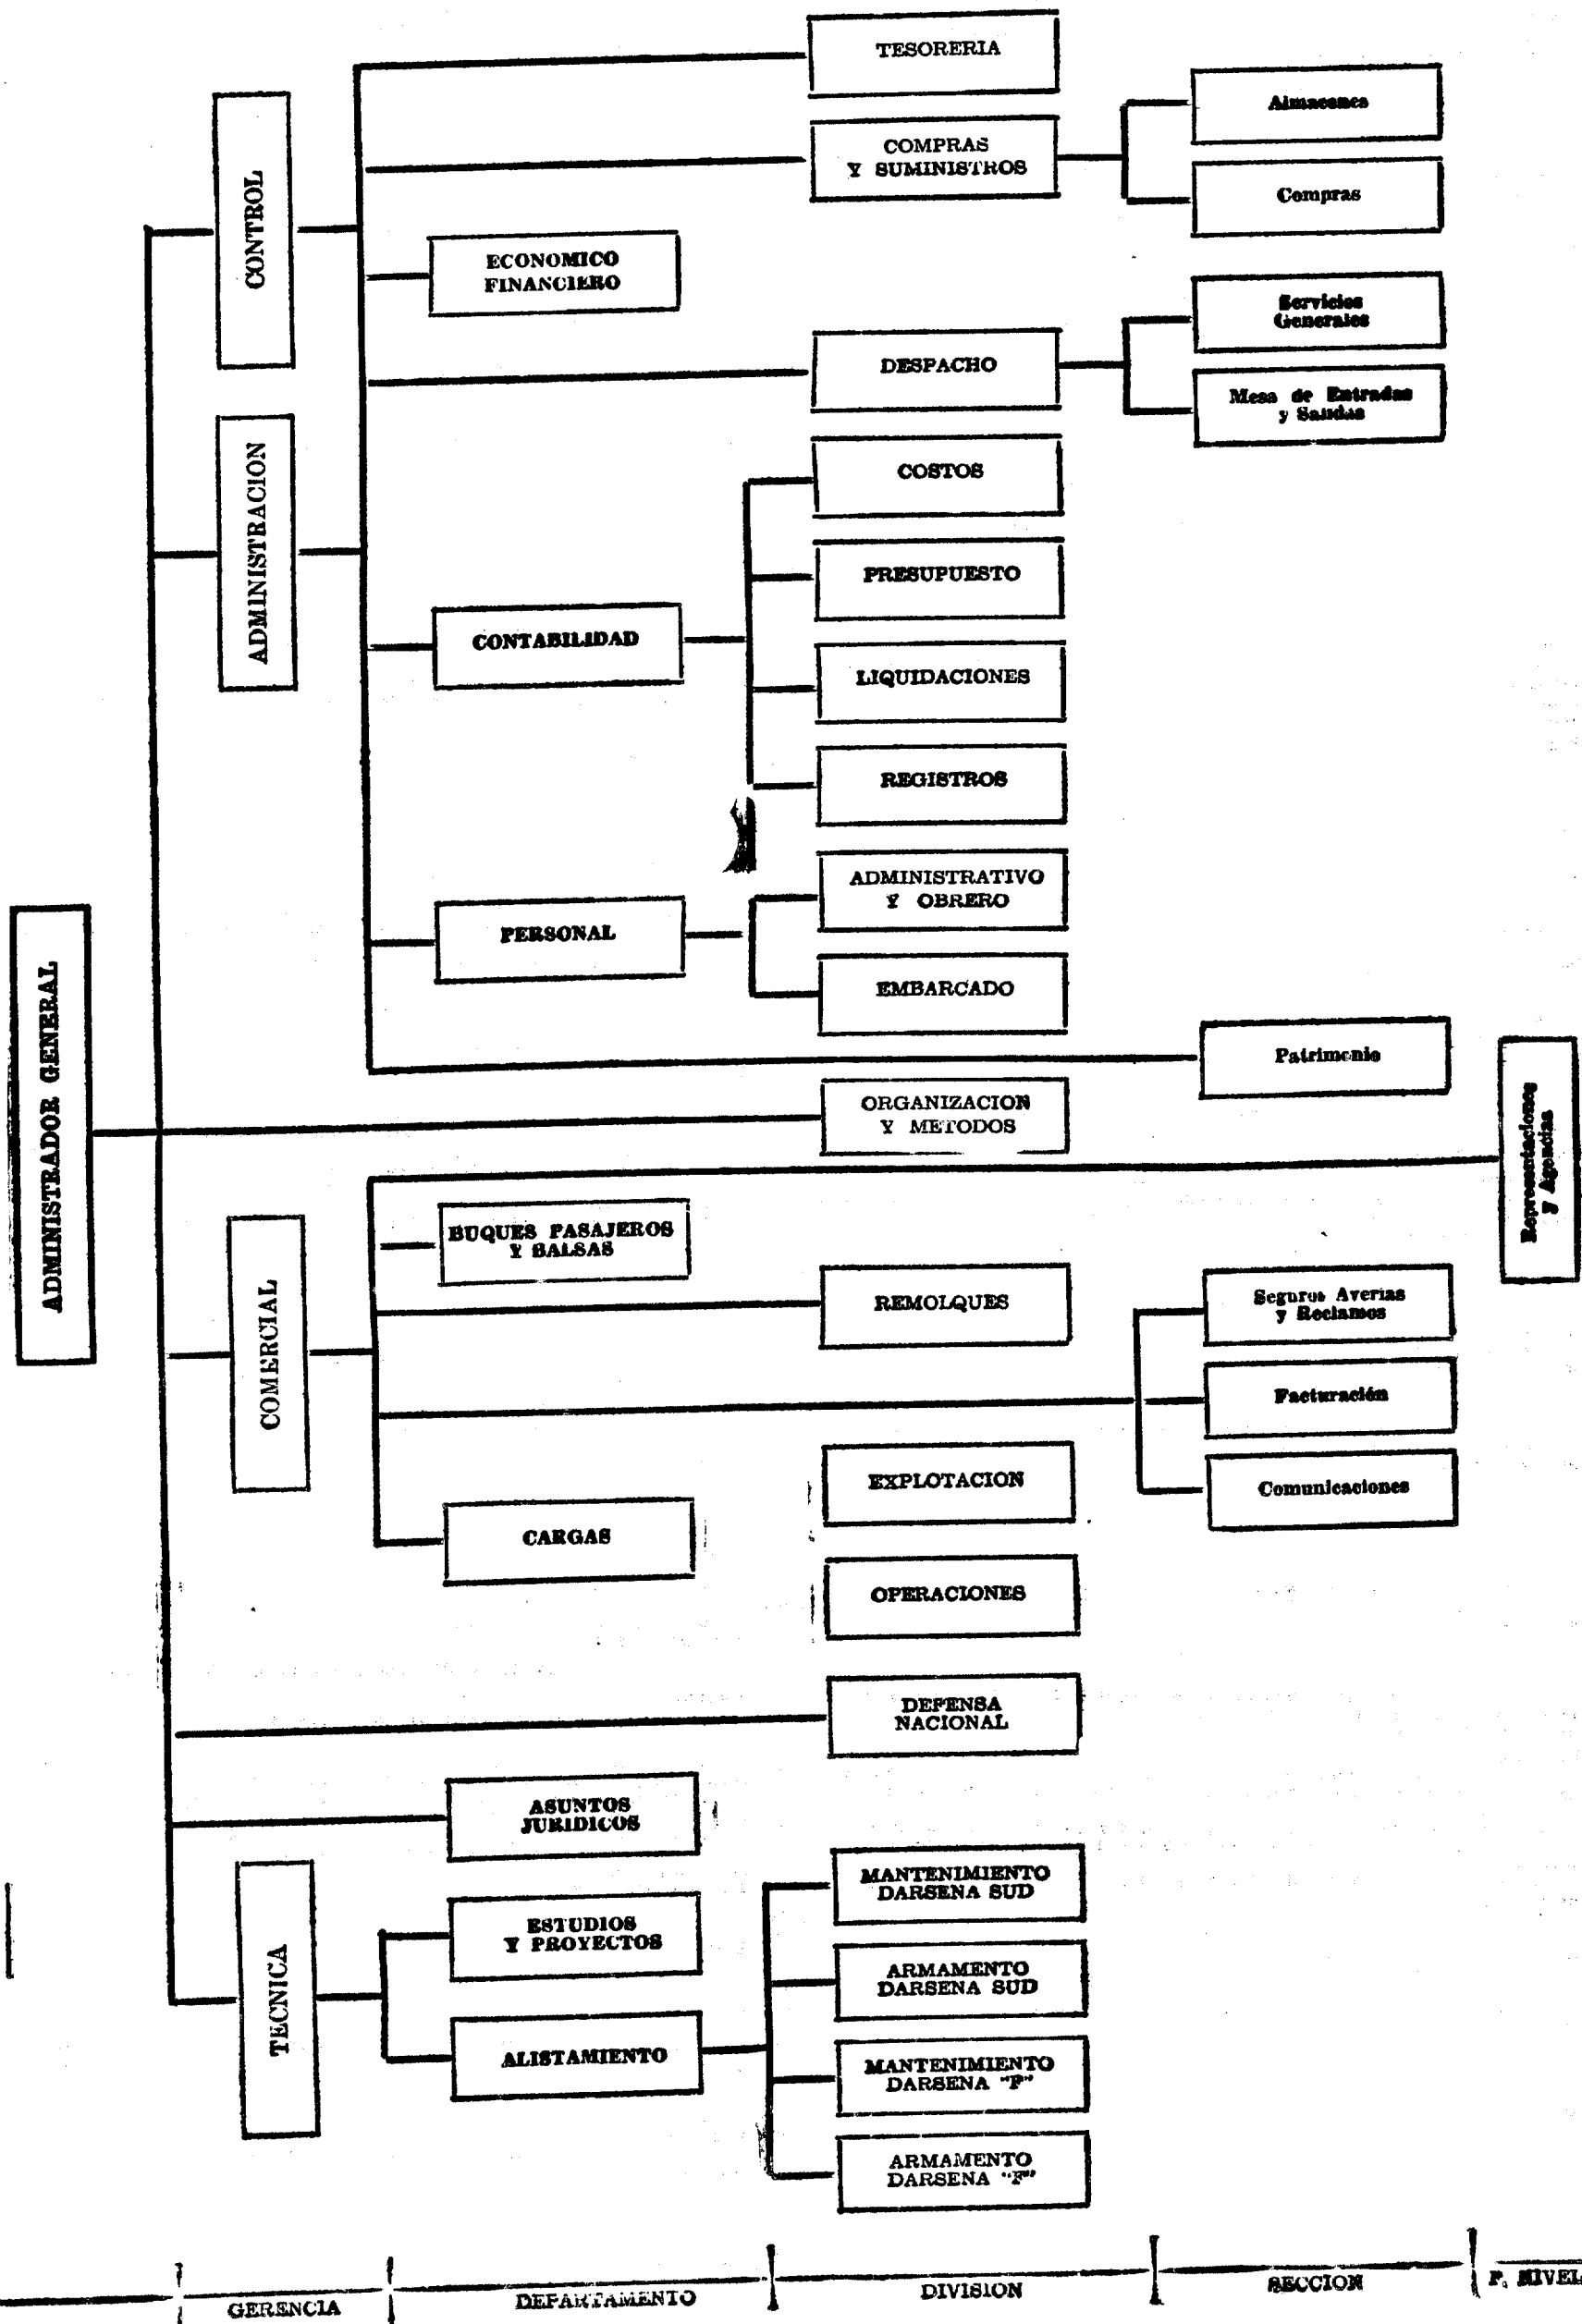 TESORERIA
Almacenes
COMPRAS
Y SUMINISTROS
Compras
CONTROL
ECONOMICO
FINANCIERO
Servicios
Generales
DESPACHO
Mesa de Entradas
y Salidas
ADMINISTRACION
COSTOS
PRESUPUESTO
CONTABILIDAD
LIQUIDACIONES
REGISTROS
ADMINISTRATIVO
Y OBRERO
PERSONAL
EMBARCADO
ADMINISTRADOR GENERAL
Patrimonio
ORGANIZACION
Y METODOS
Representaciones
y Agencias
BUQUES PASAJEROS
Y BALSAS
COMERCIAL
REMOLQUES
Seguros Averias
y Reclamos
Facturación
EXPLOTACION
Comunicaciones
CARGAS
OPERACIONES
DEFENSA
NACIONAL
ASUNTOS
JURIDICOS
MANTENIMIENTO
DARSENA SUD
ESTUDIOS
Y PROYECTOS
TECNICA
ARMAMENTO
DARSENA SUD
ALISTAMIENTO
MANTENIMIENTO
DARSENA "F"
ARMAMENTO
DARSENA "F"
GERENCIA
DEPARTAMENTO
DIVISION
SECCION